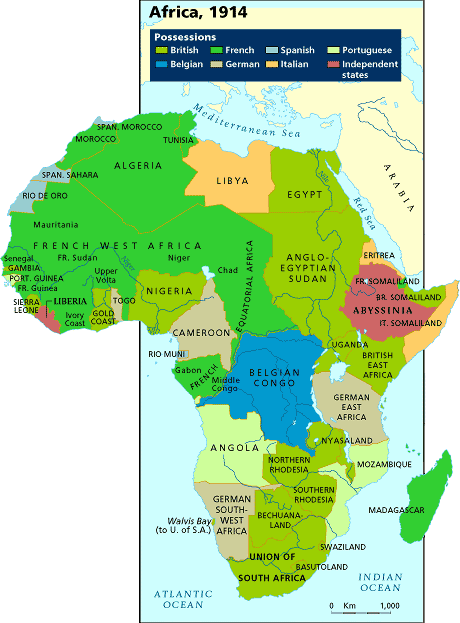 Africa, 1914
Possessions
British
French
Spanish
Portuguese
Belgian
German
Italian
Independent
states
Mediterranean Sea
SPAN. MOROCCO
MOROCCO
TUNISIA
ALGERIA
SPAN. SAHARA
RIO DE ORO
LIBYA
EGYPT
Nile
Red Sea
ARABIA
Mauritania
FRENCH WEST AFRICA
Senegal
GAMBIA
PORT. GUINEA
FR. Guinea
FR. Sudan
Niger
Niger
Chad
EQUATORIAL AFRICA
ANGLO-
EGYPTIAN
SUDAN
ERITREA
FR. SOMALILAND
BR. SOMALILAND
ABYSSINIA
IT. SOMALILAND
Upper
Volta
SIERRA
LEONE
LIBERIA
Ivory
Coast
GOLD
COAST
TOGO
NIGERIA
CAMEROON
RIO MUNI
Gabon
FRENCH
Middle
Congo
BELGIAN
CONGO
UGANDA
BRITISH
EAST
AFRICA
GERMAN
EAST
AFRICA
ANGOLA
NYASALAND
NORTHERN
RHODESIA
MOZAMBIQUE
SOUTHERN
RHODESIA
MADAGASCAR
GERMAN
SOUTH-
WEST
AFRICA
BECHUANA-
LAND
Walvis Bay
(to U. of S.A.)
SWAZILAND
UNION OF
SOUTH AFRICA
BASUTOLAND
ATLANTIC
OCEAN
INDIAN
OCEAN
0 Km 1,000